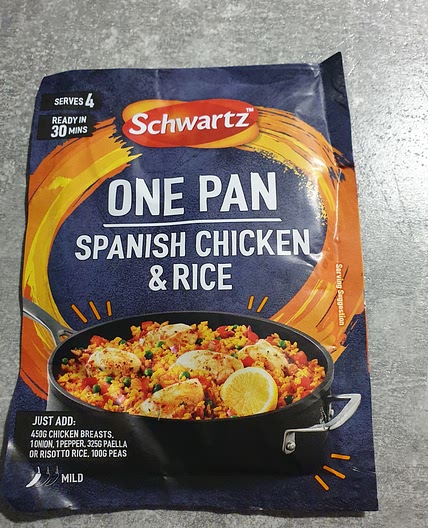 SERVES 4
READY IN
30 MINS
Schwartz™
ONE PAN
SPANISH CHICKEN
& RICE
Serving Suggestion
JUST ADD:
450G CHICKEN BREASTS,
1 ONION, 1 PEPPER, 325G PAELLA
OR RISOTTO RICE, 100G PEAS
MILD